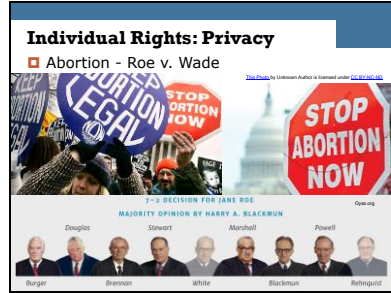 Individual Rights: Privacy
Abortion - Roe v. Wade
This Photo by Unknown Author is licensed under CC BY-NC-ND
KEEP
ABORTION
LEGAL
STOP
ABORTION
NOW
STOP
ABORTION
NOW
Oyez.org
7–2 DECISION FOR JANE ROE
MAJORITY OPINION BY HARRY A. BLACKMUN
Douglas Stewart Marshall Powell
Burger Brennan White Blackmun Rehnquist